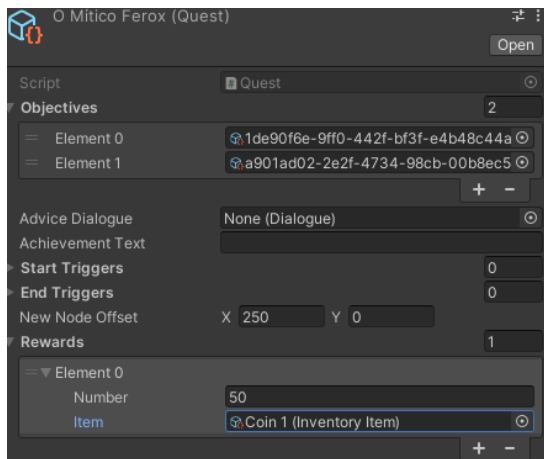 O Mítico Ferox (Quest)
Open
Script Quest
Objectives 2
Element 0 1de90f6e-9ff0-442f-bf3f-e4b48c44a
Element 1 a901ad02-2e2f-4734-98cb-00b8ec5
+ -
Advice Dialogue None (Dialogue)
Achievement Text
Start Triggers 0
End Triggers 0
New Node Offset X 250 Y 0
Rewards 1
Element 0
Number 50
Item Coin 1 (Inventory Item)
+ -